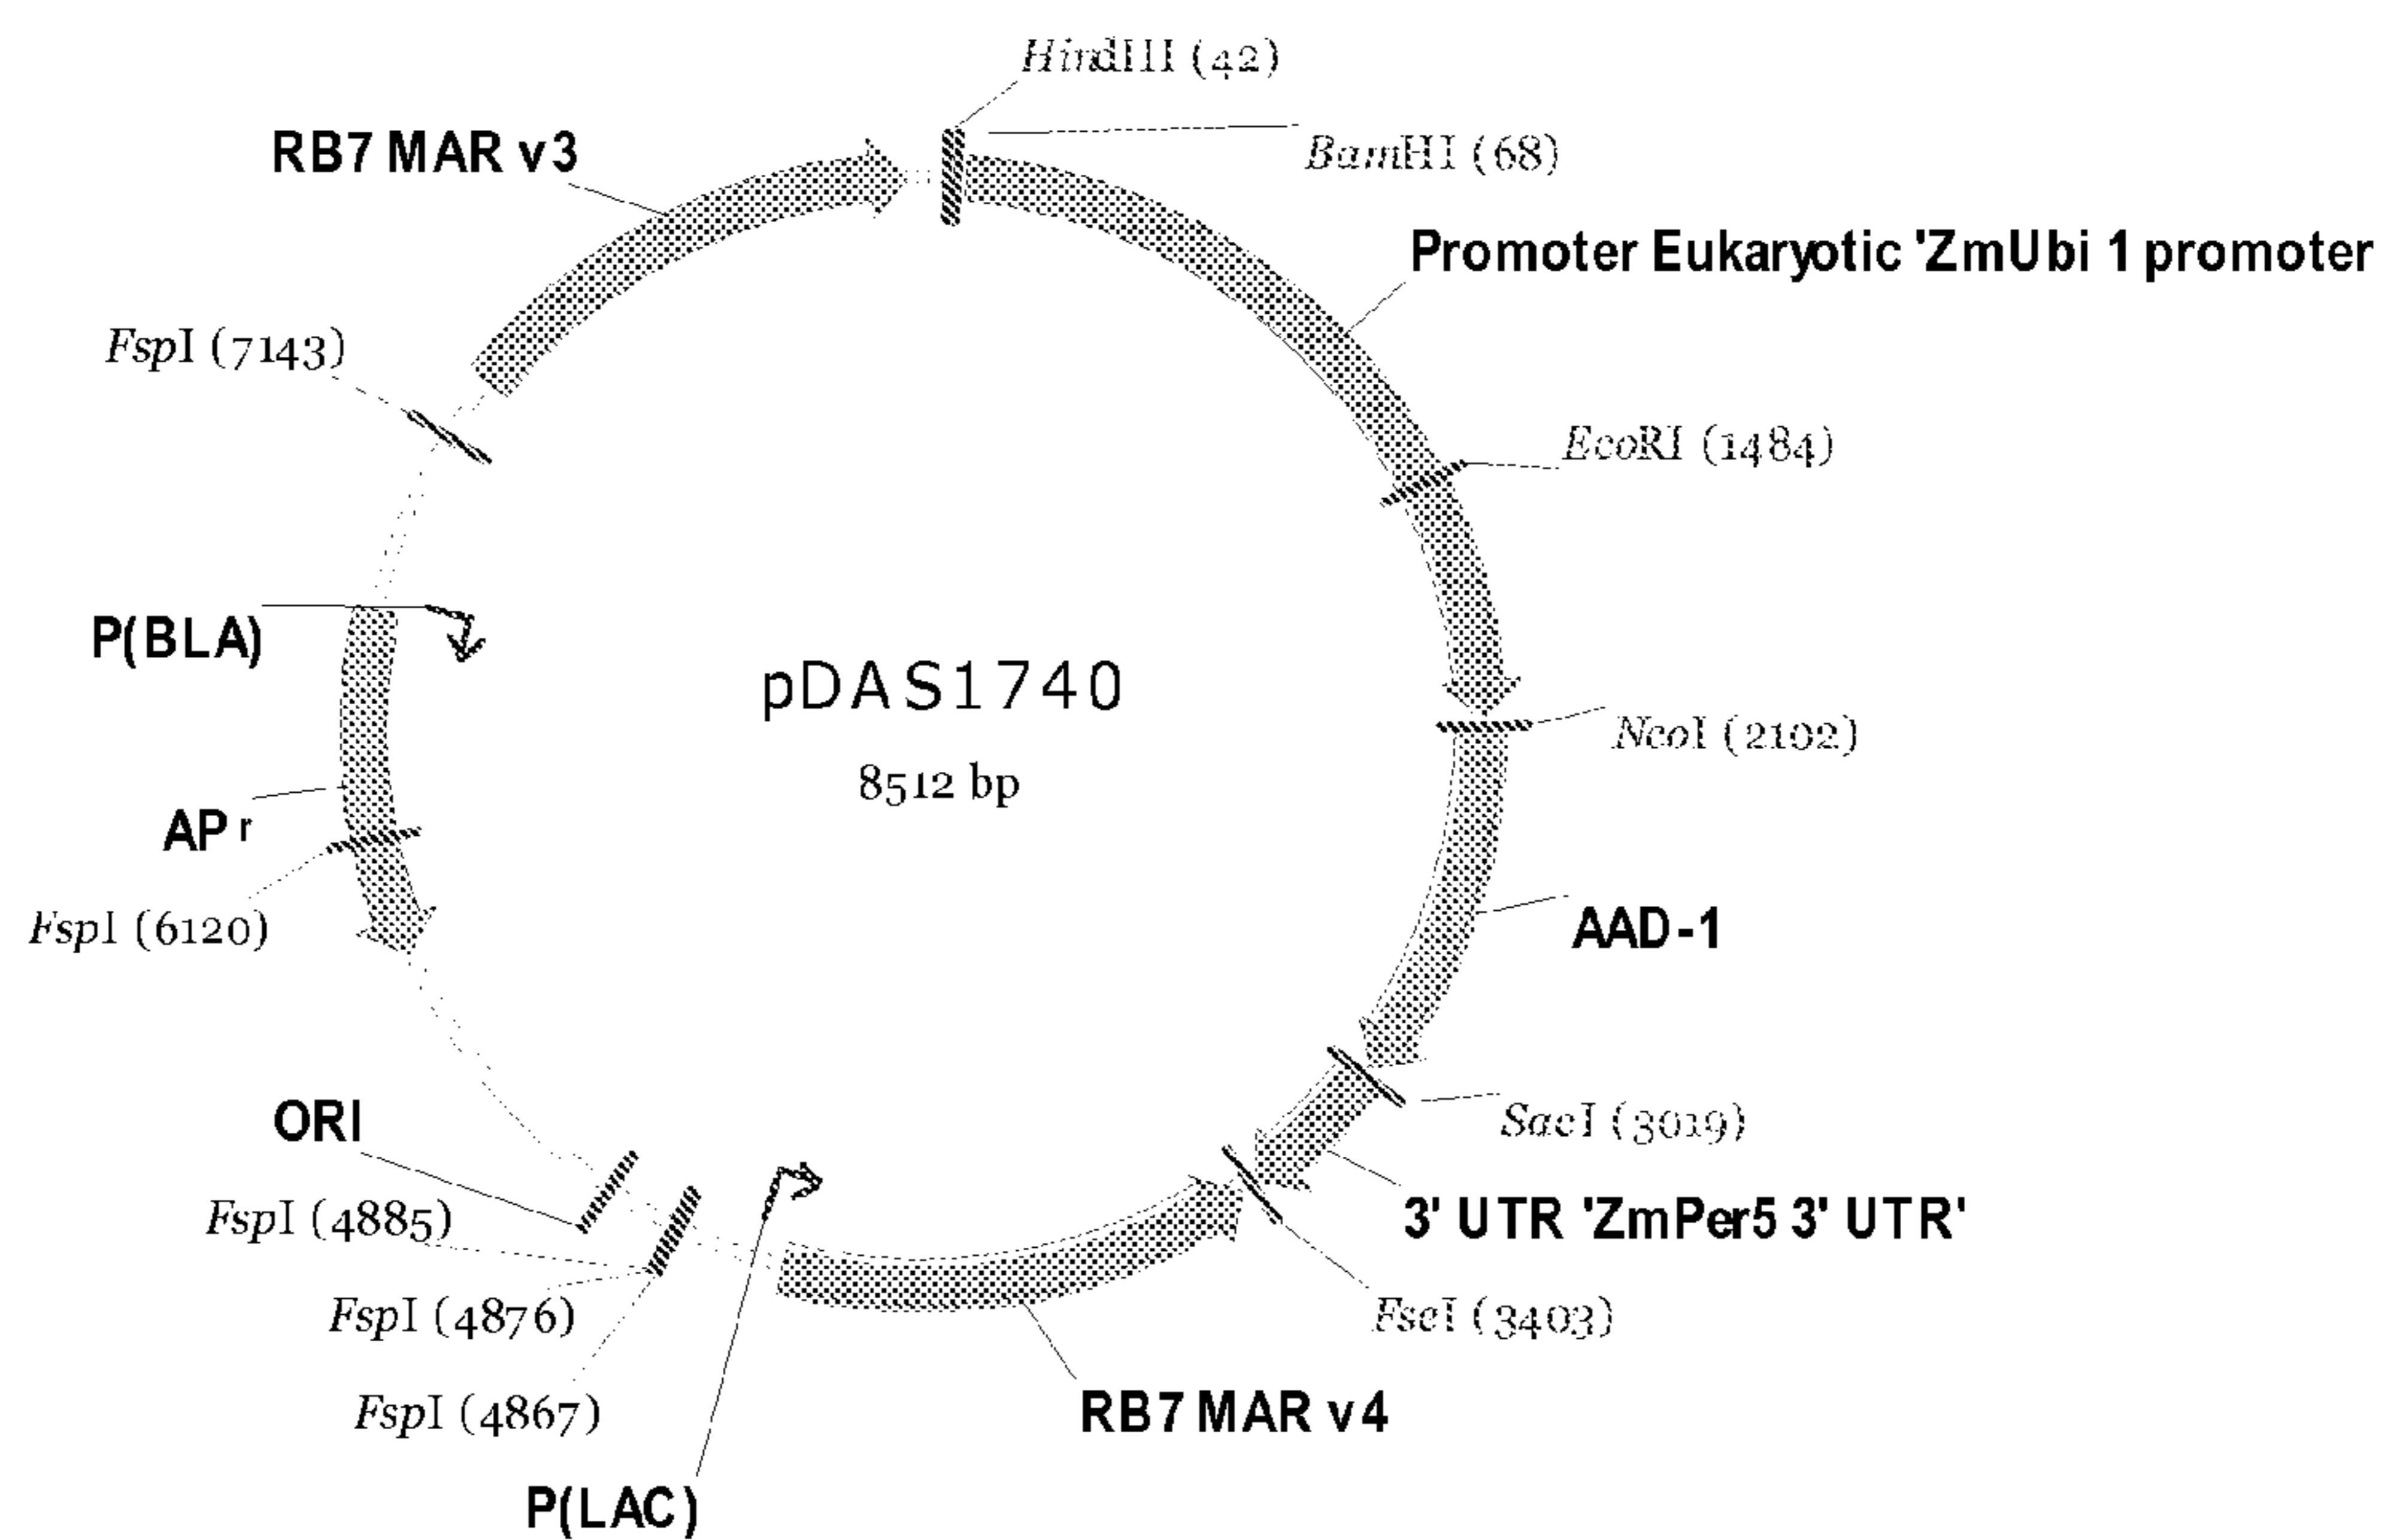 HindIII (42)
RB7 MAR v3
BamHI (68)
Promoter Eukaryotic 'ZmUbi 1 promoter
FspI (7143)
EcoRI (1484)
P(BLA)
pDAS1740
NcoI (2102)
8512 bp
APr
AAD-1
FspI (6120)
ORI
SacI (3019)
FspI (4885)
3' UTR 'ZmPer5 3' UTR'
FspI (4876)
FseI (3403)
FspI (4867)
RB7 MAR v4
P(LAC)